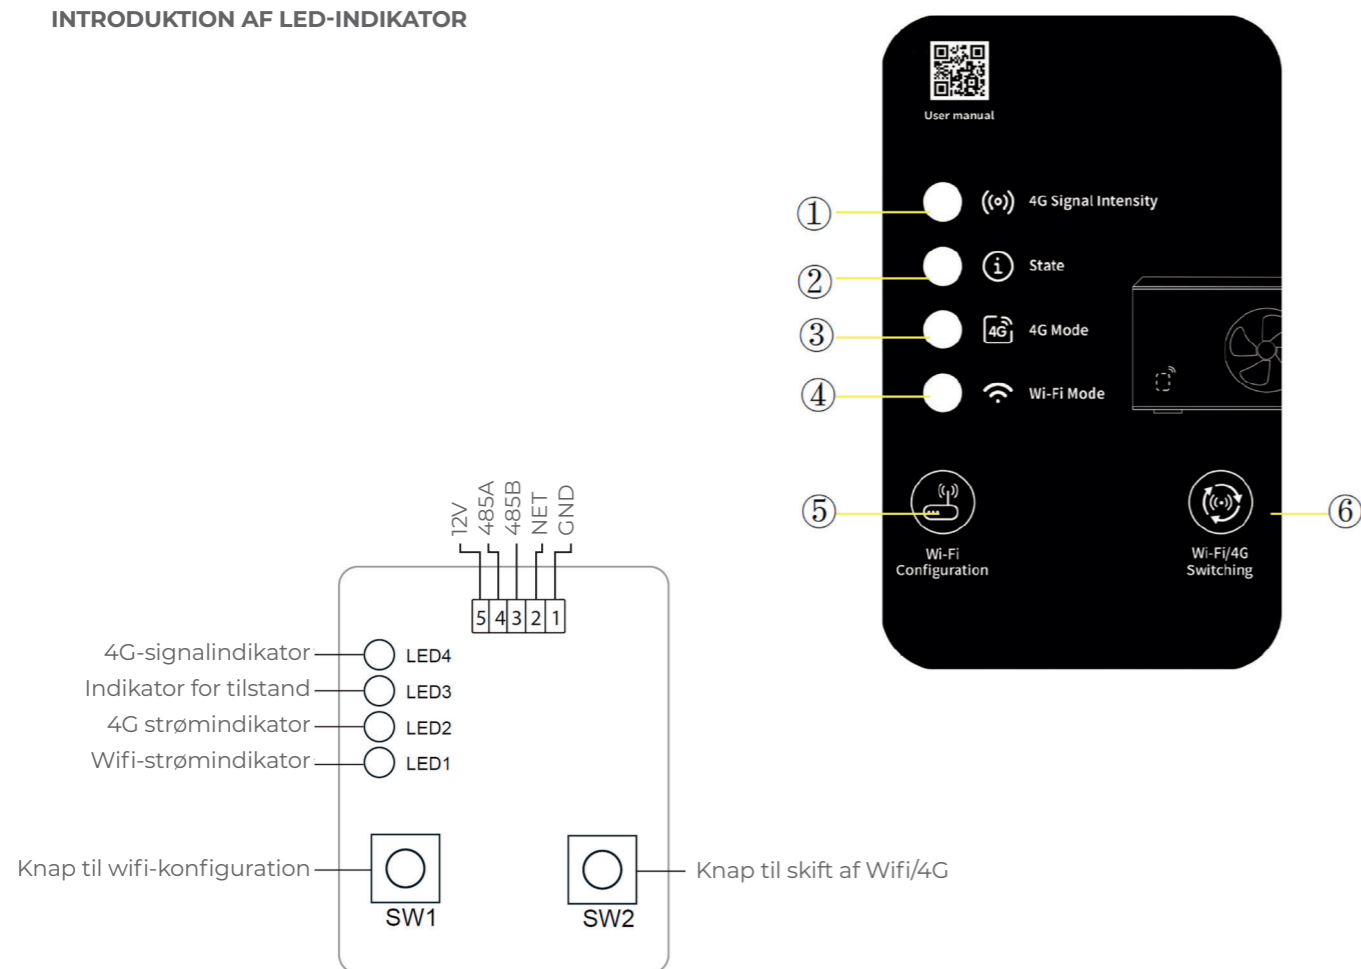 INTRODUKTION AF LED-INDIKATOR
User manual
① 4G Signal Intensity
② State
③ 4G 4G Mode
④ Wi-Fi Mode
⑤
⑥
Wi-Fi
Configuration
Wi-Fi/4G
Switching
12V
485A
485B
NET
GND
5 4 3 2 1
4G-signalindikator LED4
Indikator for tilstand LED3
4G strømindikator LED2
Wifi-strømindikator LED1
Knap til wifi-konfiguration
Knap til skift af Wifi/4G
SW1
SW2